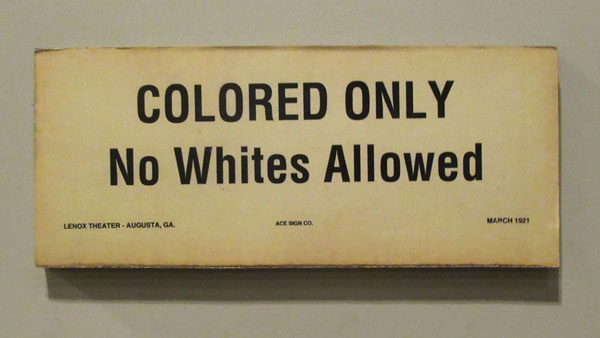 COLORED ONLY
No Whites Allowed
LENOX THEATER - AUGUSTA, GA. ACE SIGN CO. MARCH 1921